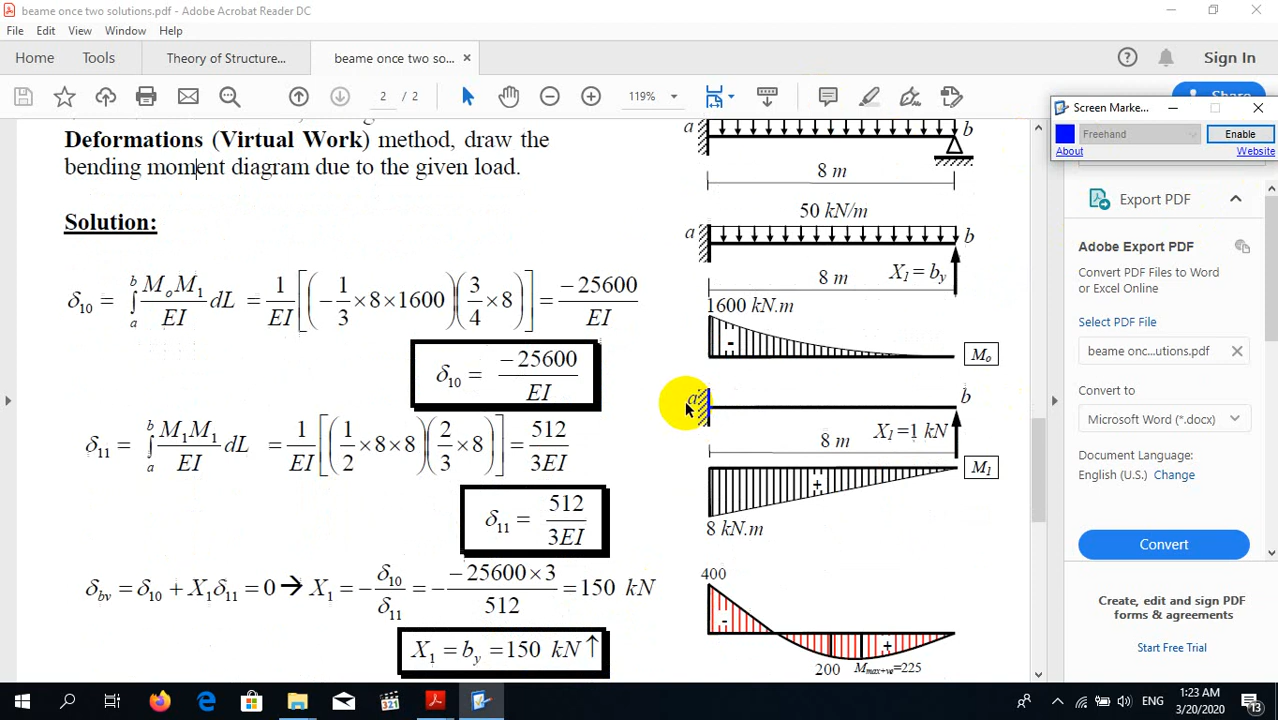 beame once two solutions.pdf - Adobe Acrobat Reader DC
File Edit View Window Help
Home Tools Theory of Structure... beame once two so... × Sign In
2 / 2 119% Share
Screen Marke...
Freehand Enable
About Website
Deformations (Virtual Work) method, draw the
bending moment diagram due to the given load.
Solution:
δ10 = ∫ab MoM1/EI dL = 1/EI [(-1/3 ×8×1600)(3/4 ×8)] = -25600/EI
δ10 = -25600/EI
δ11 = ∫ab M1M1/EI dL = 1/EI [(1/2 ×8×8)(2/3 ×8)] = 512/3EI
δ11 = 512/3EI
δbv = δ10 + X1δ11 = 0 → X1 = -δ10/δ11 = - -25600×3/512 = 150 kN
X1 = by = 150 kN ↑
a b
8 m
50 kN/m
a b
8 m X1 = by
1600 kN.m
- Mo
a b
8 m X1 =1 kN
+ M1
8 kN.m
400
- +
200 Mmax+ve=225
Export PDF
Adobe Export PDF
Convert PDF Files to Word
or Excel Online
Select PDF File
beame onc...utions.pdf ×
Convert to
Microsoft Word (*.docx)
Document Language:
English (U.S.) Change
Convert
Create, edit and sign PDF
forms & agreements
Start Free Trial
321
ENG
1:23 AM
3/20/2020
13